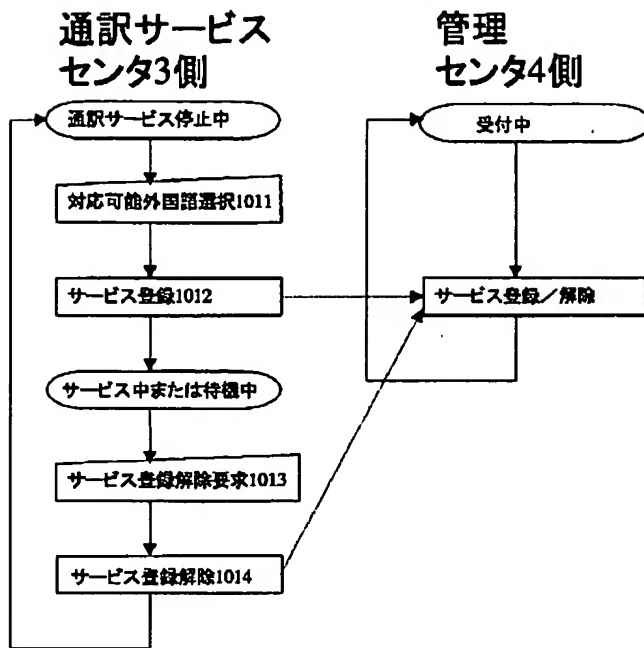 通訳サービス
センタ3側
管理
センタ4側
通訳サービス停止中
受付中
対応可能外国語選択1011
サービス登録1012
サービス登録／解除
サービス中または待機中
サービス登録解除要求1013
サービス登録解除1014